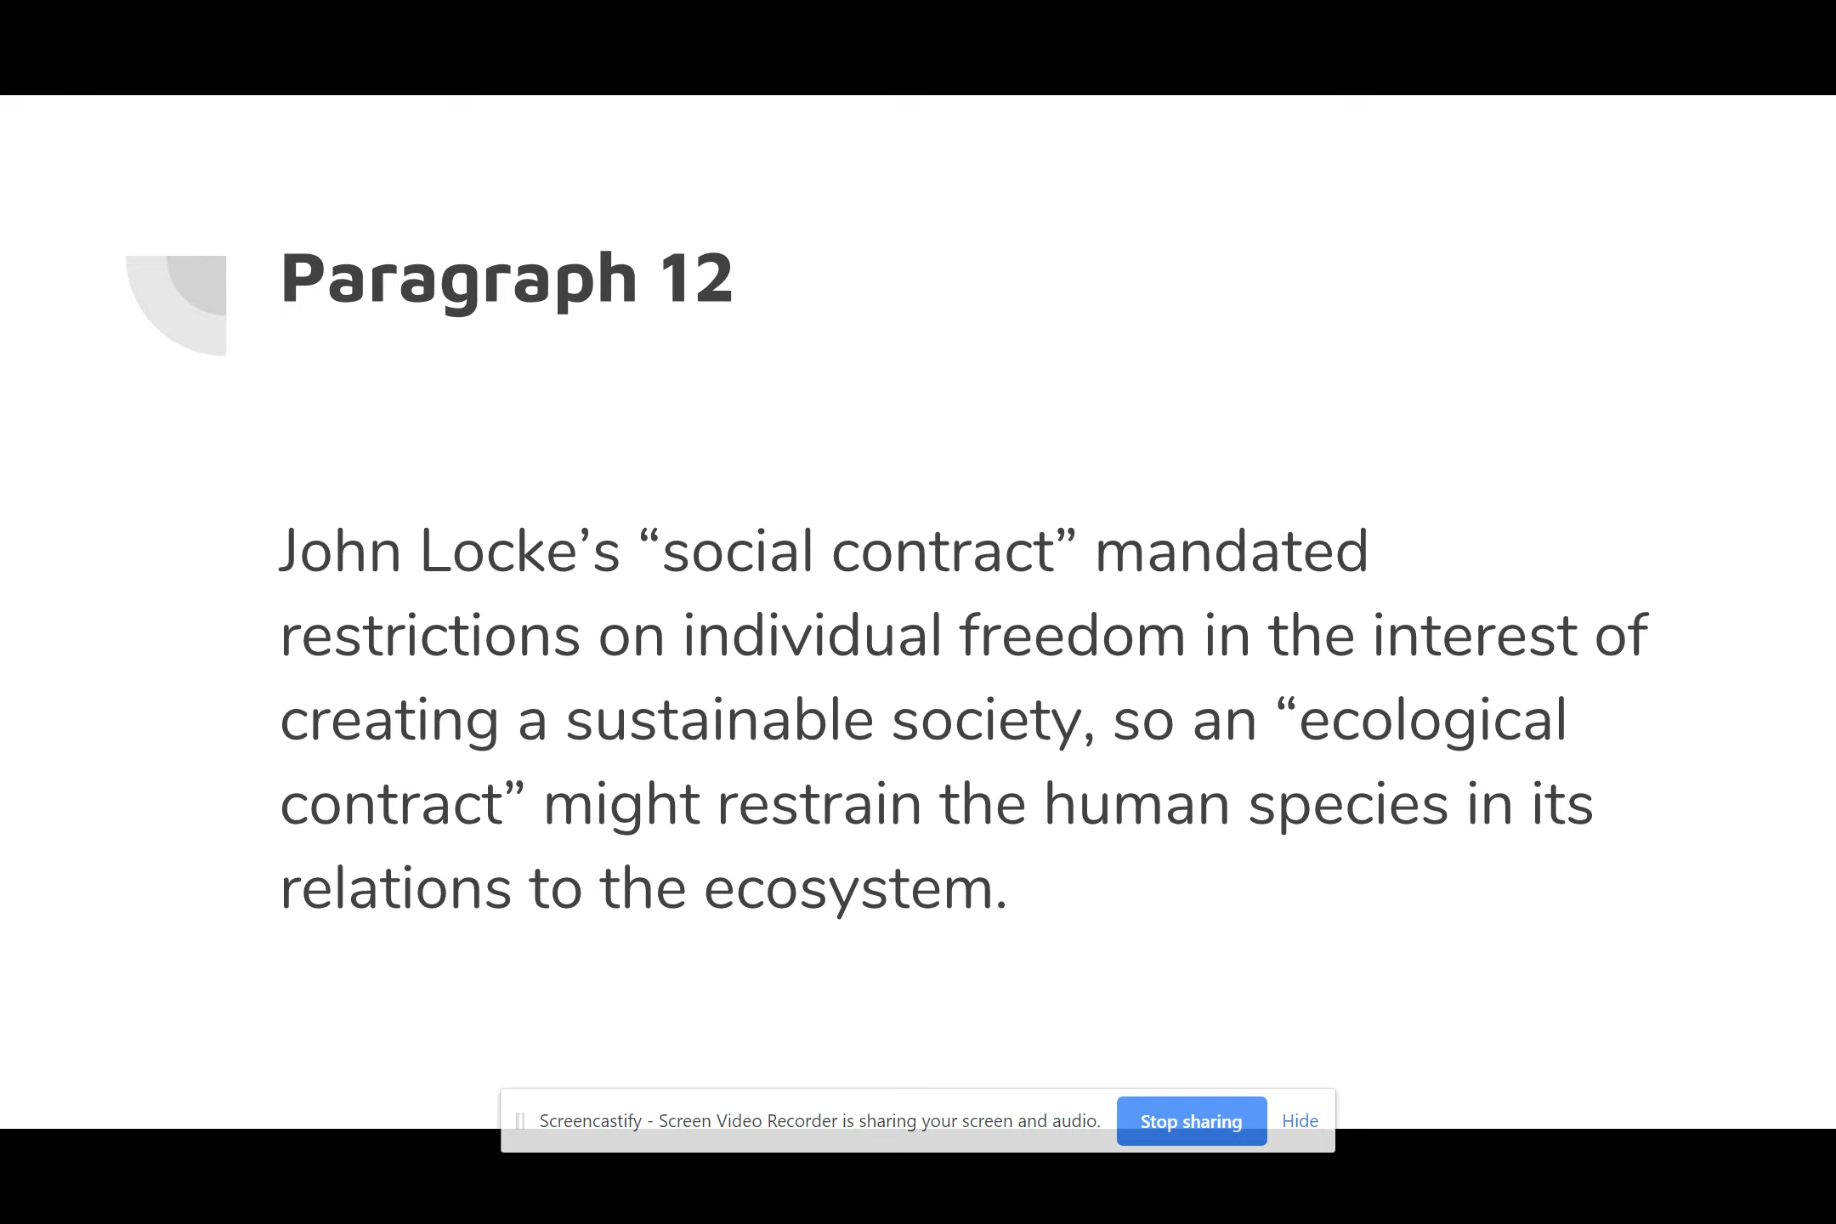 Paragraph 12
John Locke’s “social contract” mandated
restrictions on individual freedom in the interest of
creating a sustainable society, so an “ecological
contract” might restrain the human species in its
relations to the ecosystem.
Screencastify - Screen Video Recorder is sharing your screen and audio. Stop sharing Hide